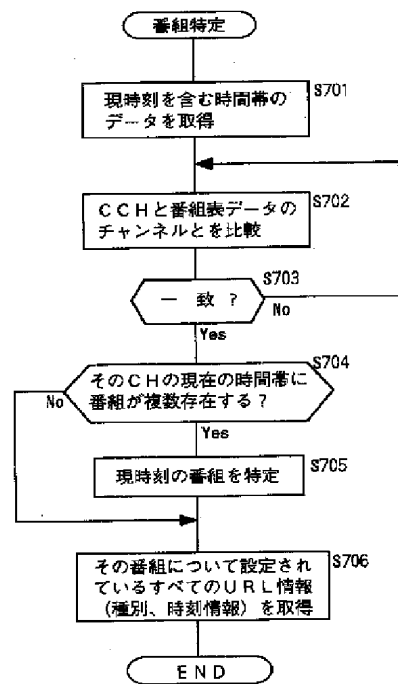 番組特定
S701
現時刻を含む時間帯の
データを取得
S702
CCHと番組表データの
チャンネルとを比較
S703
一 致 ?
No
Yes
S704
そのCHの現在の時間帯に
番組が複数存在する?
No
Yes
S705
現時刻の番組を特定
S706
その番組について設定され
ているすべてのURL情報
(種別、時刻情報)を取得
END